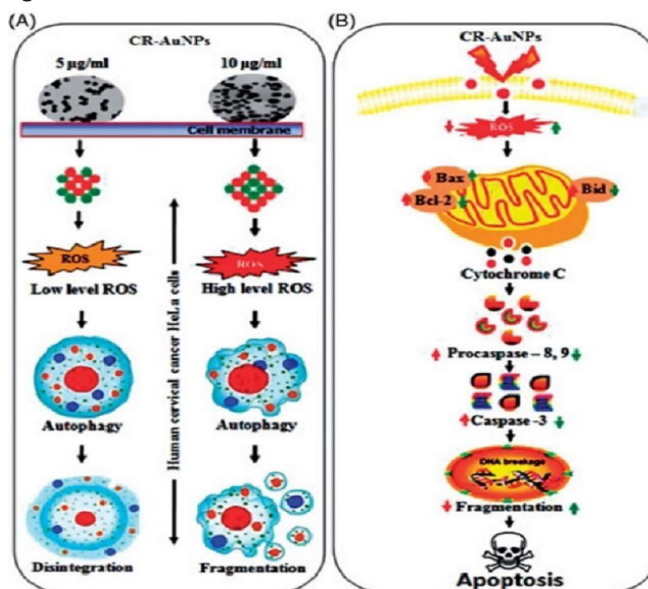 (A)
CR-AuNPs
5 µg/ml
10 µg/ml
Cell membrane
ROS
ROS
Low level ROS
High level ROS
Human cervical cancer HeLa cells
Autophagy
Autophagy
Disintegration
Fragmentation
(B)
CR-AuNPs
ROS
Bax
Bcl-2
Bid
Cytochrome C
Procaspase – 8, 9
Caspase -3
DNA breakage
Fragmentation
Apoptosis